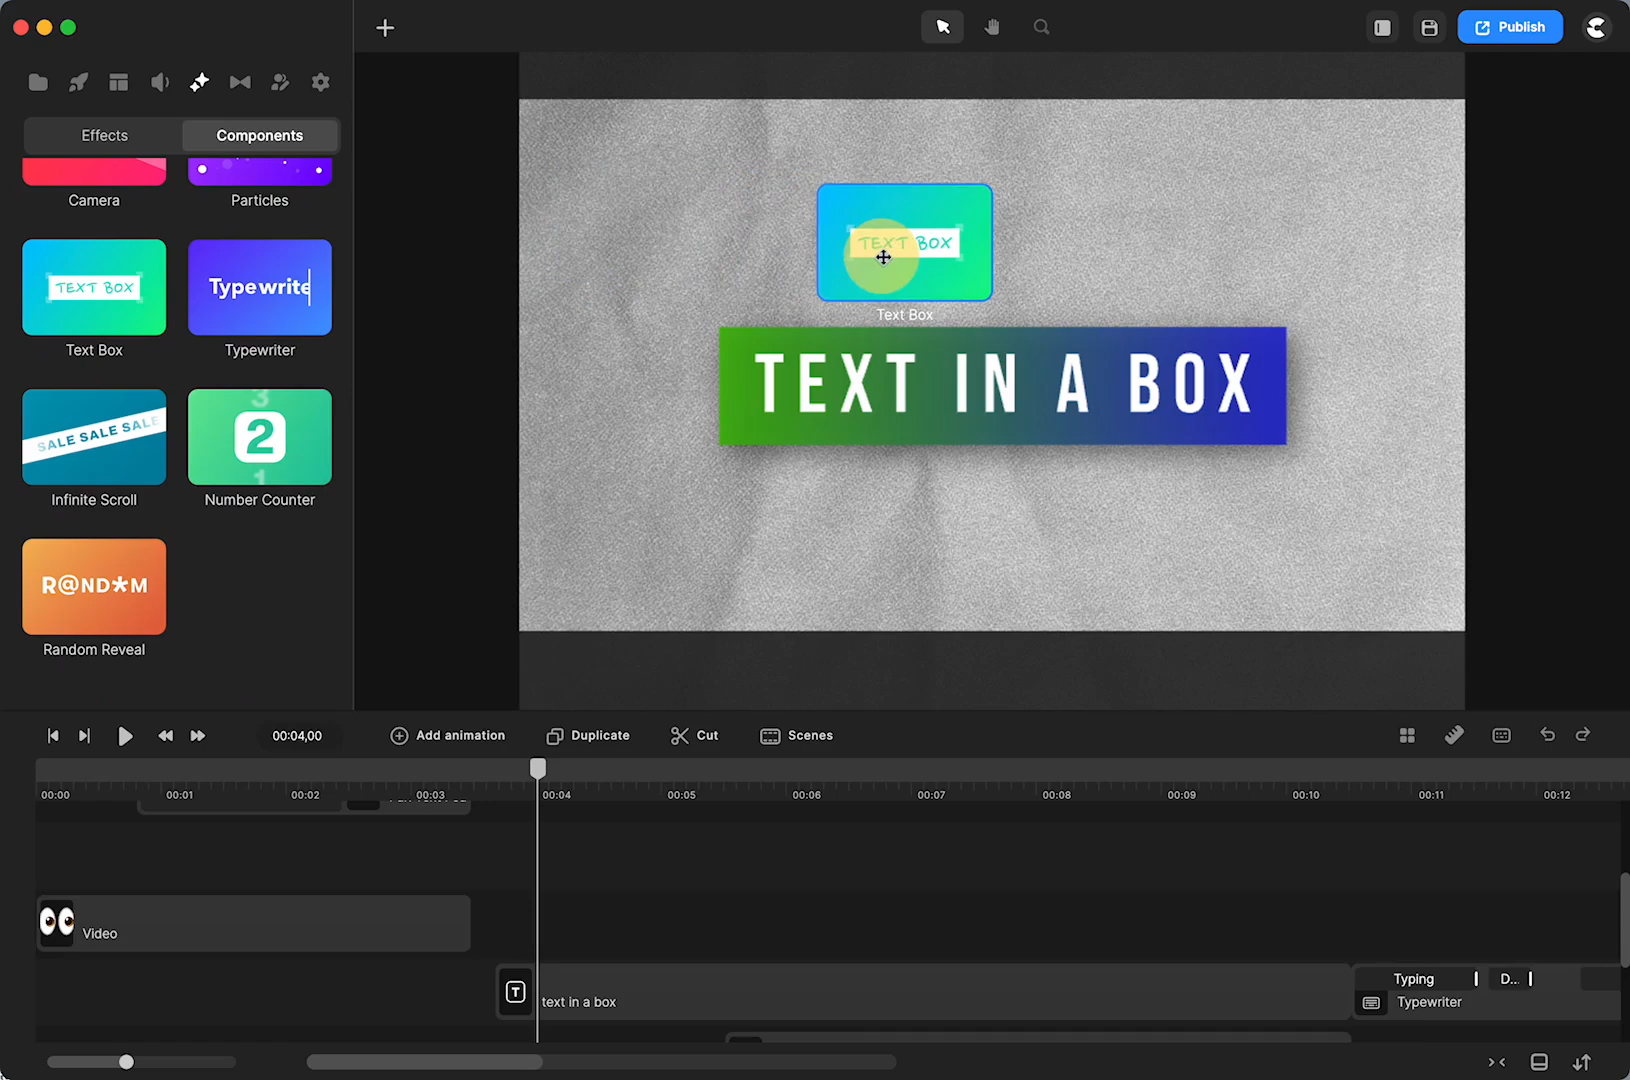 Publish
Effects
Components
Camera
Particles
TEXT BOX
Typewrite
Text Box
Typewriter
SALE SALE SALE
3
2
1
Infinite Scroll
Number Counter
R@ND*M
Random Reveal
TEXT BOX
Text Box
TEXT IN A BOX
00:04,00
Add animation
Duplicate
Cut
Scenes
00:00
00:01
00:02
00:03
00:04
00:05
00:06
00:07
00:08
00:09
00:10
00:11
00:12
Video
T
text in a box
Typing
D...
Typewriter